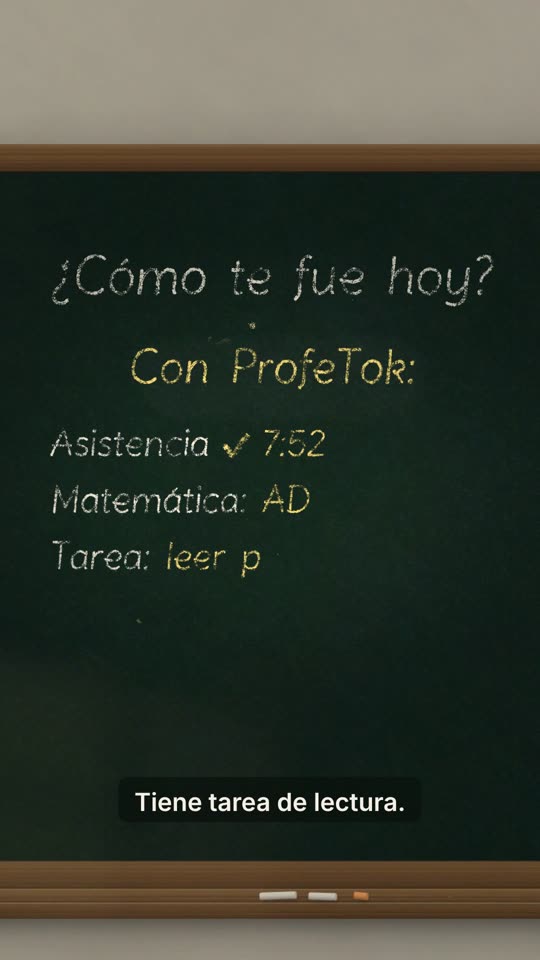 ¿Cómo te fue hoy?
Con ProfeTok:
Asistencia ✓ 7:52
Matemática: AD
Tarea: leer p
Tiene tarea de lectura.